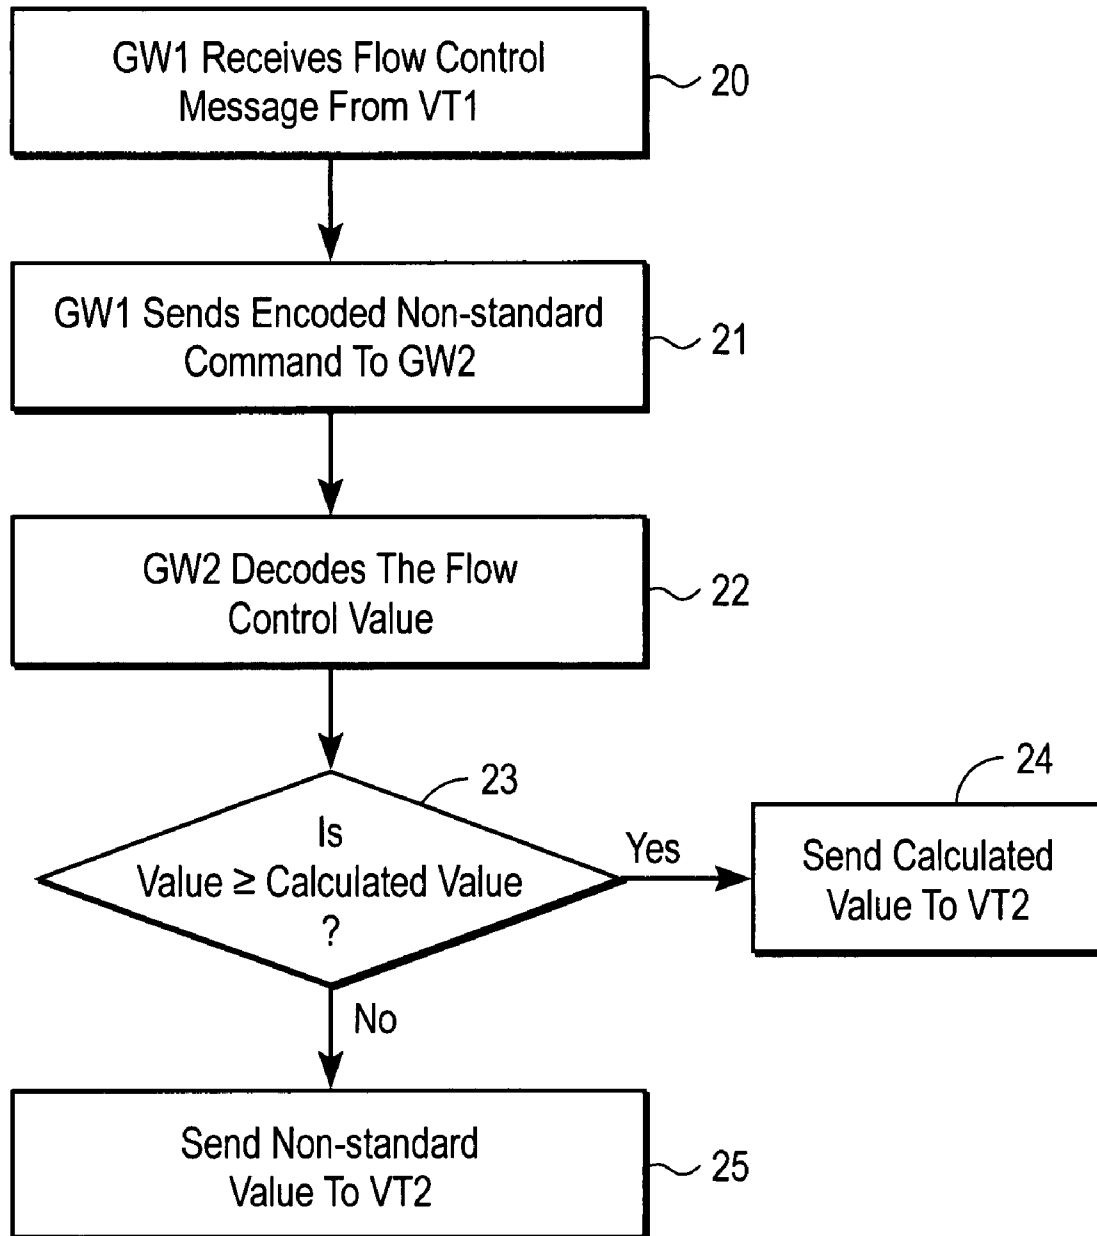 GW1 Receives Flow Control
Message From VT1
20
GW1 Sends Encoded Non-standard
Command To GW2
21
GW2 Decodes The Flow
Control Value
22
23
Is
Value ≥ Calculated Value
?
Yes
24
Send Calculated
Value To VT2
No
Send Non-standard
Value To VT2
25